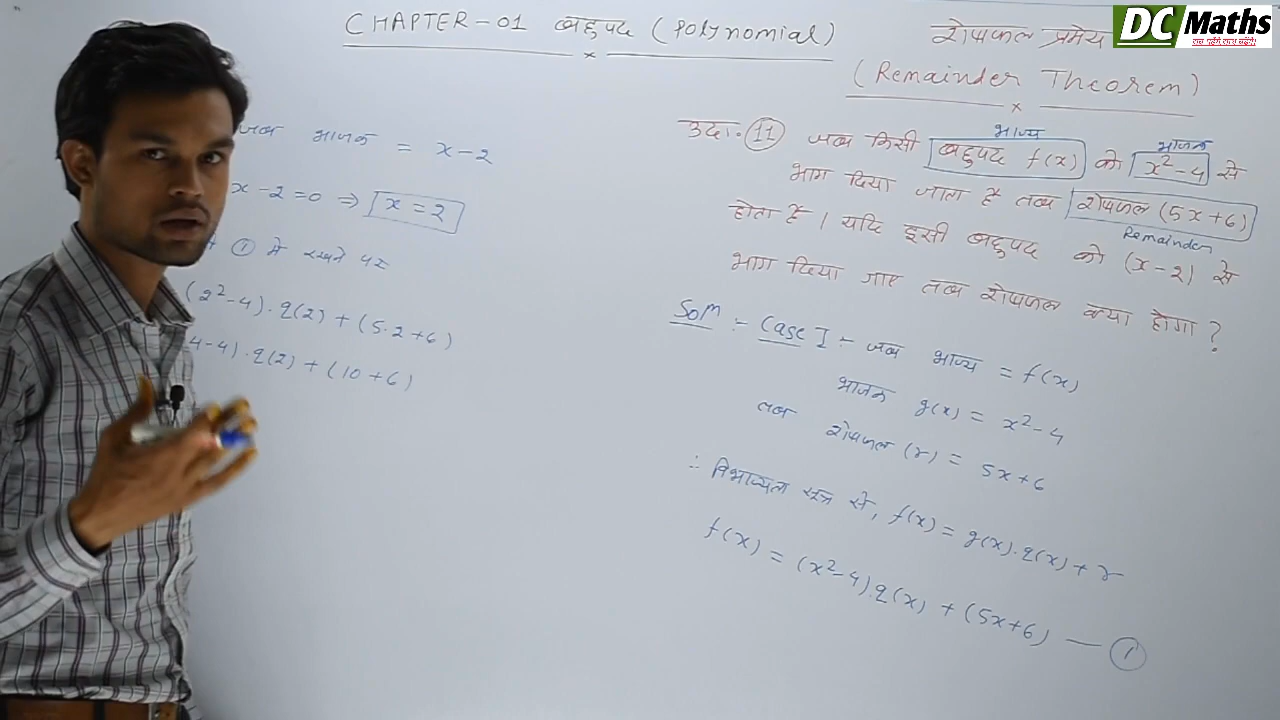 CHAPTER-01 बहुपद (Polynomial)
शेषफल प्रमेय
(Remainder Theorem)
DC Maths
उदा. 11 जब किसी बहुपद f(x) को x²-4 से
भाज्य भाजक
भाग दिया जाता है तब शेषफल (5x+6)
Remainder
होता है। यदि इसी बहुपद को (x-2) से
भाग दिया जाए तब शेषफल क्या होगा?
Solⁿ :- Case I :- जब भाज्य = f(x)
भाजक g(x) = x²-4
तब शेषफल (r) = 5x+6
∴ विभाज्यता सूत्र से, f(x) = g(x).q(x)+r
f(x) = (x²-4).q(x) + (5x+6) — 1
जब भाजक = x-2
x-2=0 ⇒ x=2
1 में रखने पर
(2²-4).q(2) + (5.2+6)
4-4).q(2) + (10+6)